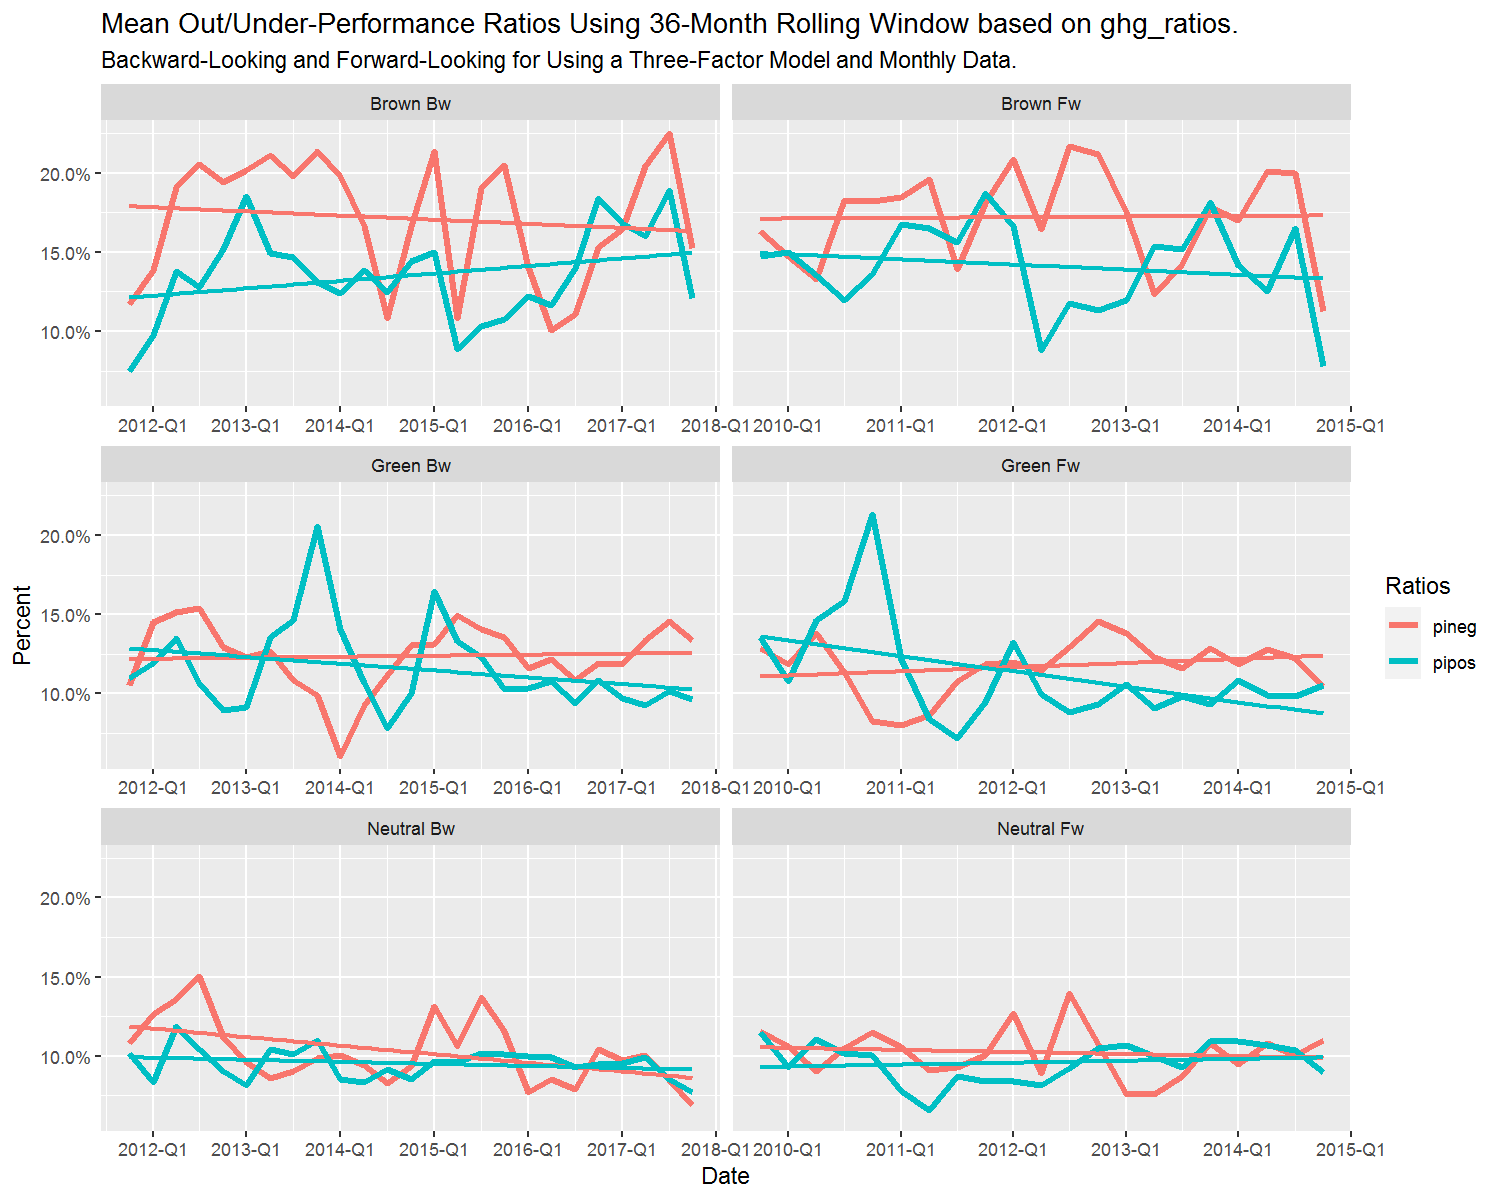 Mean Out/Under-Performance Ratios Using 36-Month Rolling Window based on ghg_ratios.
Backward-Looking and Forward-Looking for Using a Three-Factor Model and Monthly Data.
Brown Bw
Brown Fw
20.0%
15.0%
10.0%
2012-Q1 2013-Q1 2014-Q1 2015-Q1 2016-Q1 2017-Q1 2018-Q1
2010-Q1 2011-Q1 2012-Q1 2013-Q1 2014-Q1 2015-Q1
Green Bw
Green Fw
20.0%
15.0%
10.0%
2012-Q1 2013-Q1 2014-Q1 2015-Q1 2016-Q1 2017-Q1 2018-Q1
2010-Q1 2011-Q1 2012-Q1 2013-Q1 2014-Q1 2015-Q1
Neutral Bw
Neutral Fw
20.0%
15.0%
10.0%
2012-Q1 2013-Q1 2014-Q1 2015-Q1 2016-Q1 2017-Q1 2018-Q1
2010-Q1 2011-Q1 2012-Q1 2013-Q1 2014-Q1 2015-Q1
Percent
Date
Ratios
pineg
pipos